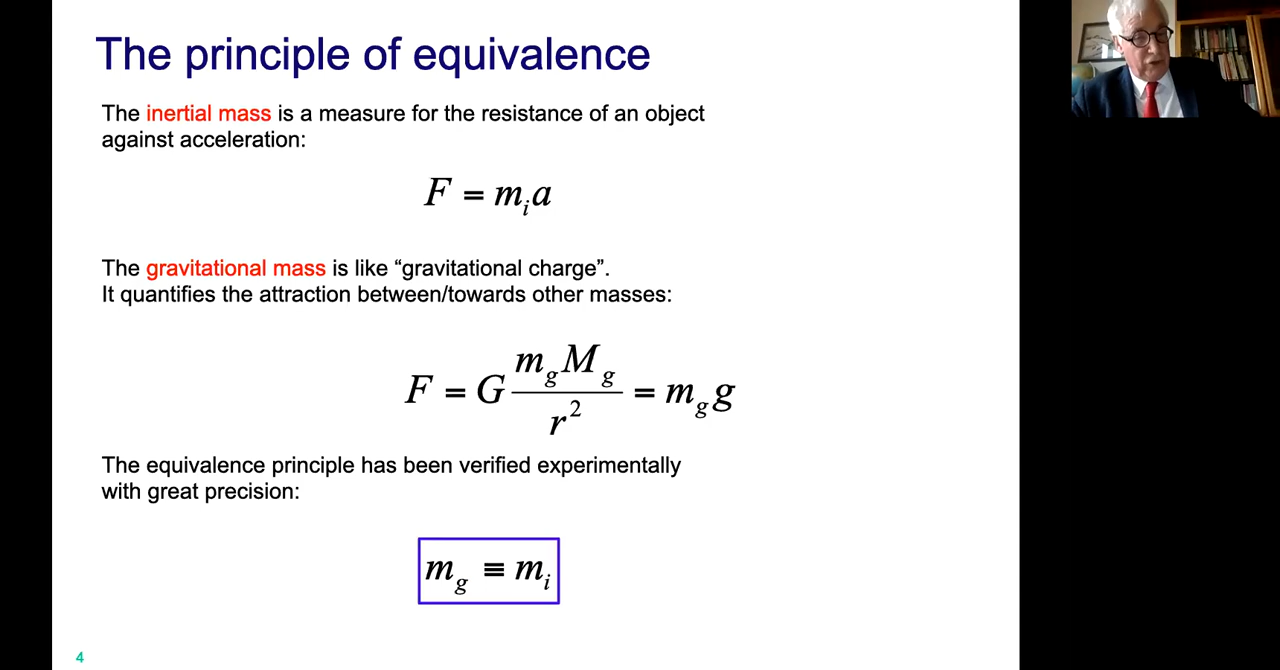 The principle of equivalence
The inertial mass is a measure for the resistance of an object
against acceleration:
F = mᵢa
The gravitational mass is like “gravitational charge”.
It quantifies the attraction between/towards other masses:
F = G \frac{m_g M_g}{r^2} = m_g g
The equivalence principle has been verified experimentally
with great precision:
m_g ≡ m_i
4